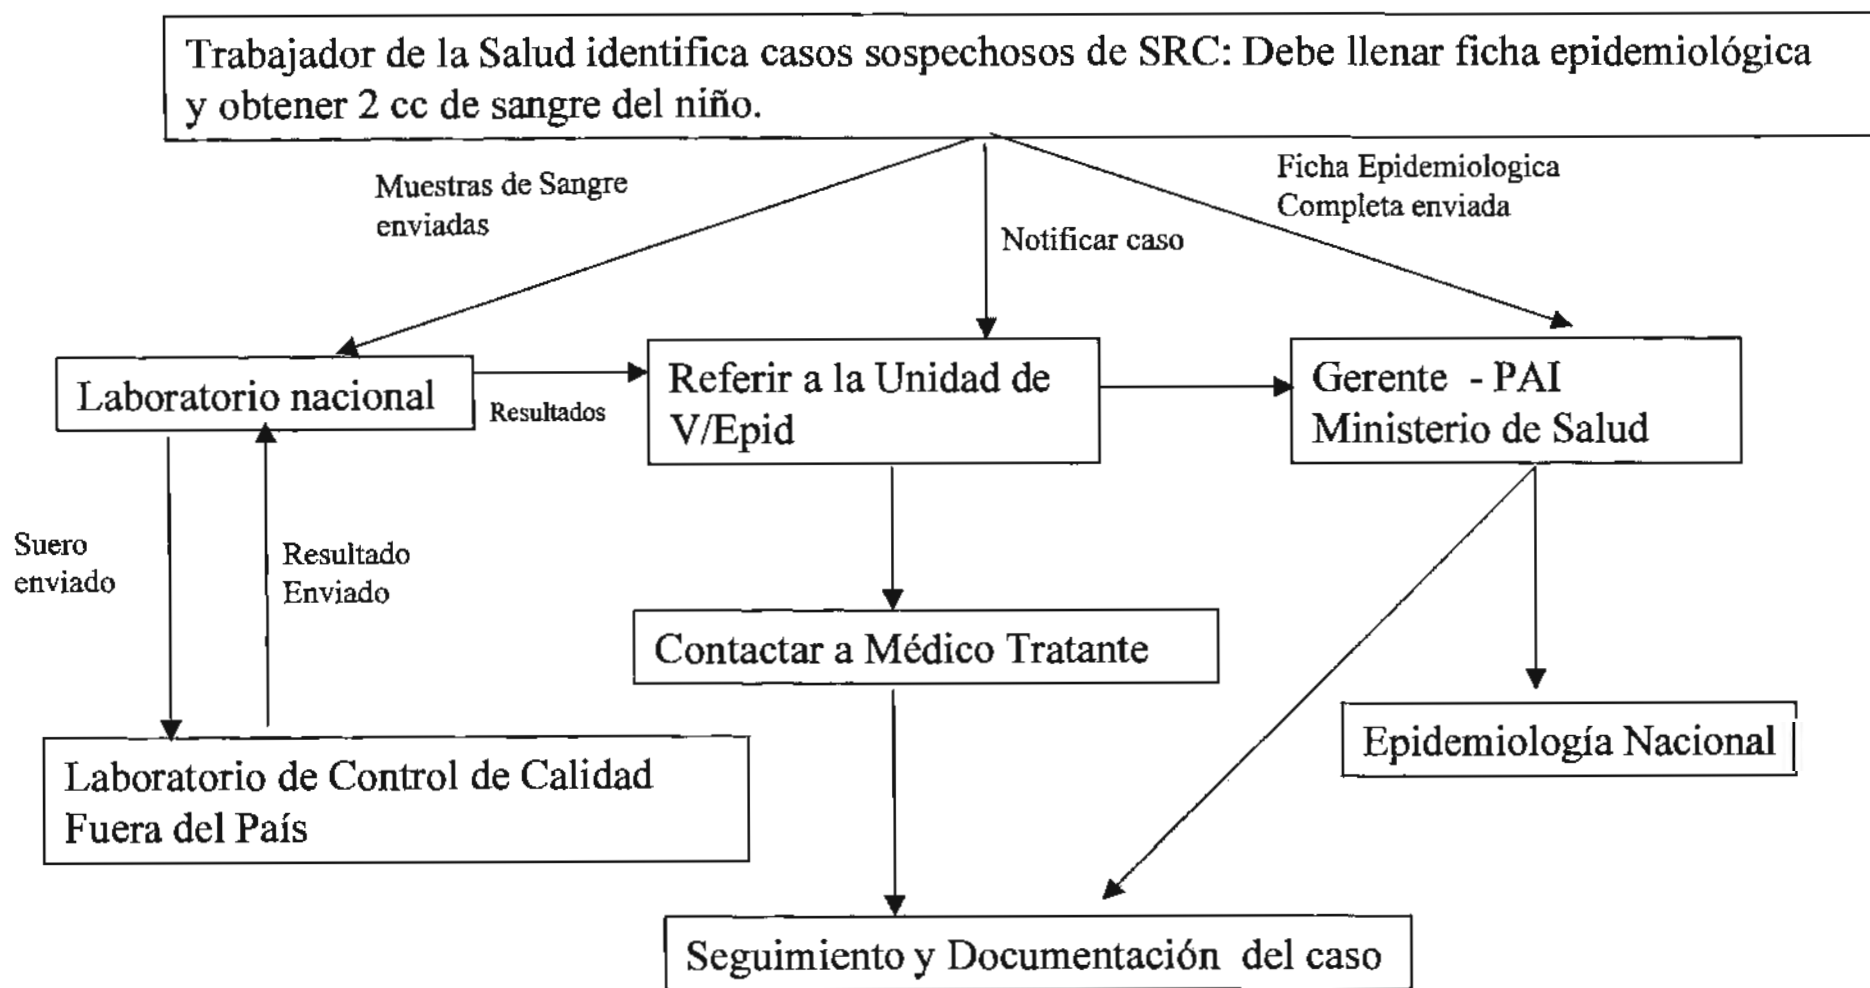 Trabajador de la Salud identifica casos sospechosos de SRC: Debe llenar ficha epidemiológica
y obtener 2 cc de sangre del niño.
Muestras de Sangre
enviadas
Notificar caso
Ficha Epidemiologica
Completa enviada
Laboratorio nacional
Resultados
Referir a la Unidad de
V/Epid
Gerente - PAI
Ministerio de Salud
Suero
enviado
Resultado
Enviado
Contactar a Médico Tratante
Epidemiología Nacional
Laboratorio de Control de Calidad
Fuera del País
Seguimiento y Documentación del caso